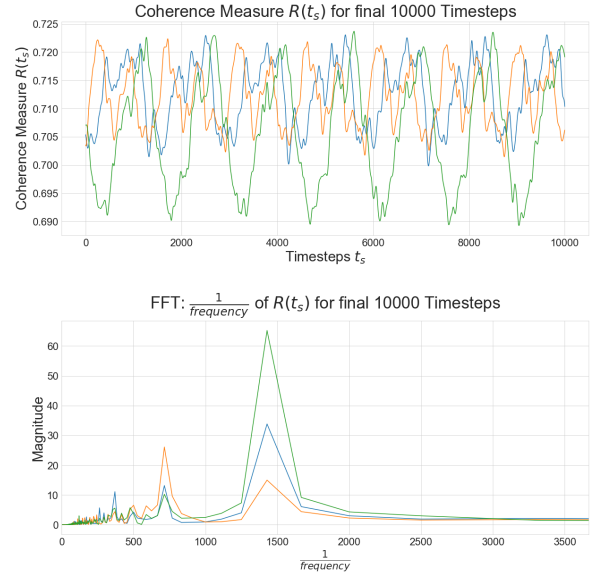 Coherence Measure R(t_s) for final 10000 Timesteps
Coherence Measure R(t_s)
0.725
0.720
0.715
0.710
0.705
0.700
0.695
0.690
0 2000 4000 6000 8000 10000
Timesteps t_s
FFT: 1/frequency of R(t_s) for final 10000 Timesteps
Magnitude
60
50
40
30
20
10
0
0 500 1000 1500 2000 2500 3000 3500
1/frequency